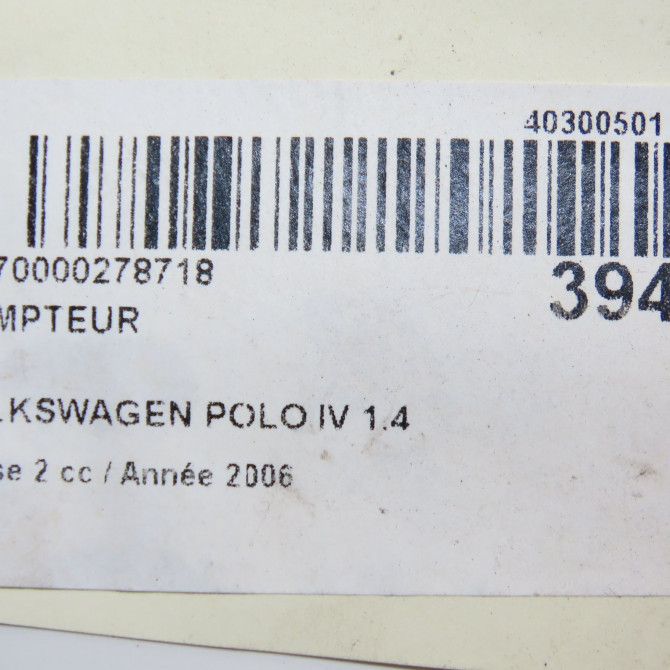 40300501
70000278718
394
MPTEUR
LKSWAGEN POLO IV 1.4
se 2 cc / Année 2006